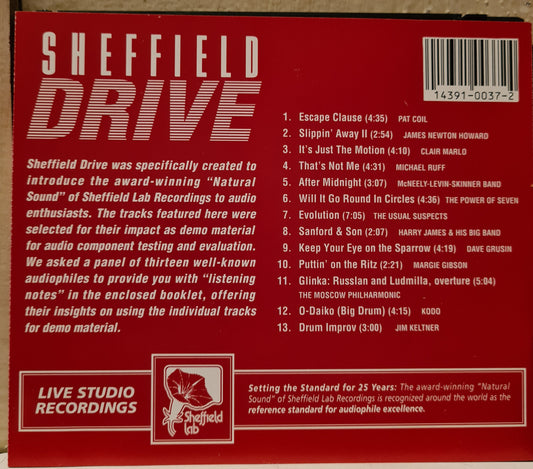 SHEFFIELD
DRIVE
14391-0037-2
Sheffield Drive was specifically created to
introduce the award-winning "Natural
Sound" of Sheffield Lab Recordings to audio
enthusiasts. The tracks featured here were
selected for their impact as demo material
for audio component testing and evaluation.
We asked a panel of thirteen well-known
audiophiles to provide you with "listening
notes" in the enclosed booklet, offering
their insights on using the individual tracks
for demo material.
1. Escape Clause (4:35) PAT COIL
2. Slippin' Away II (2:54) JAMES NEWTON HOWARD
3. It's Just The Motion (4:10) CLAIR MARLO
4. That's Not Me (4:31) MICHAEL RUFF
5. After Midnight (3:07) McNEELY-LEVIN-SKINNER BAND
6. Will It Go Round In Circles (4:36) THE POWER OF SEVEN
7. Evolution (7:05) THE USUAL SUSPECTS
8. Sanford & Son (2:07) HARRY JAMES & HIS BIG BAND
9. Keep Your Eye on the Sparrow (4:19) DAVE GRUSIN
10. Puttin' on the Ritz (2:21) MARGIE GIBSON
11. Glinka: Russlan and Ludmilla, overture (5:04)
THE MOSCOW PHILHARMONIC
12. O-Daiko (Big Drum) (4:15) KODO
13. Drum Improv (3:00) JIM KELTNER
LIVE STUDIO
RECORDINGS
Sheffield
Lab
Setting the Standard for 25 Years: The award-winning "Natural
Sound" of Sheffield Lab Recordings is recognized around the world as the
reference standard for audiophile excellence.